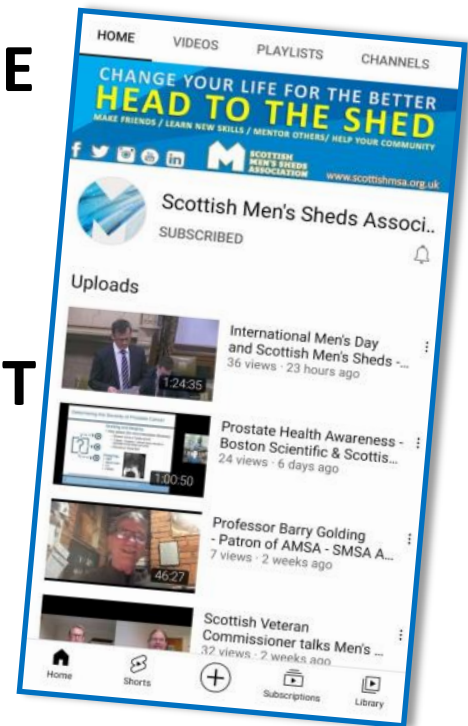 E
T
HOME VIDEOS PLAYLISTS CHANNELS
CHANGE YOUR LIFE FOR THE BETTER
HEAD TO THE SHED
MAKE FRIENDS / LEARN NEW SKILLS / MENTOR OTHERS/ HELP YOUR COMMUNITY
SCOTTISH
MEN'S SHEDS
ASSOCIATION
www.scottishmsa.org.uk
Scottish Men's Sheds Associ..
SUBSCRIBED
Uploads
International Men's Day
and Scottish Men's Sheds -...
36 views · 23 hours ago
1:24:35
Prostate Health Awareness -
Boston Scientific & Scottis...
24 views · 6 days ago
1:00:50
Professor Barry Golding
- Patron of AMSA - SMSA A...
7 views · 2 weeks ago
46:27
Scottish Veteran
Commissioner talks Men's ...
32 views · 2 weeks ago
Home Shorts Subscriptions Library